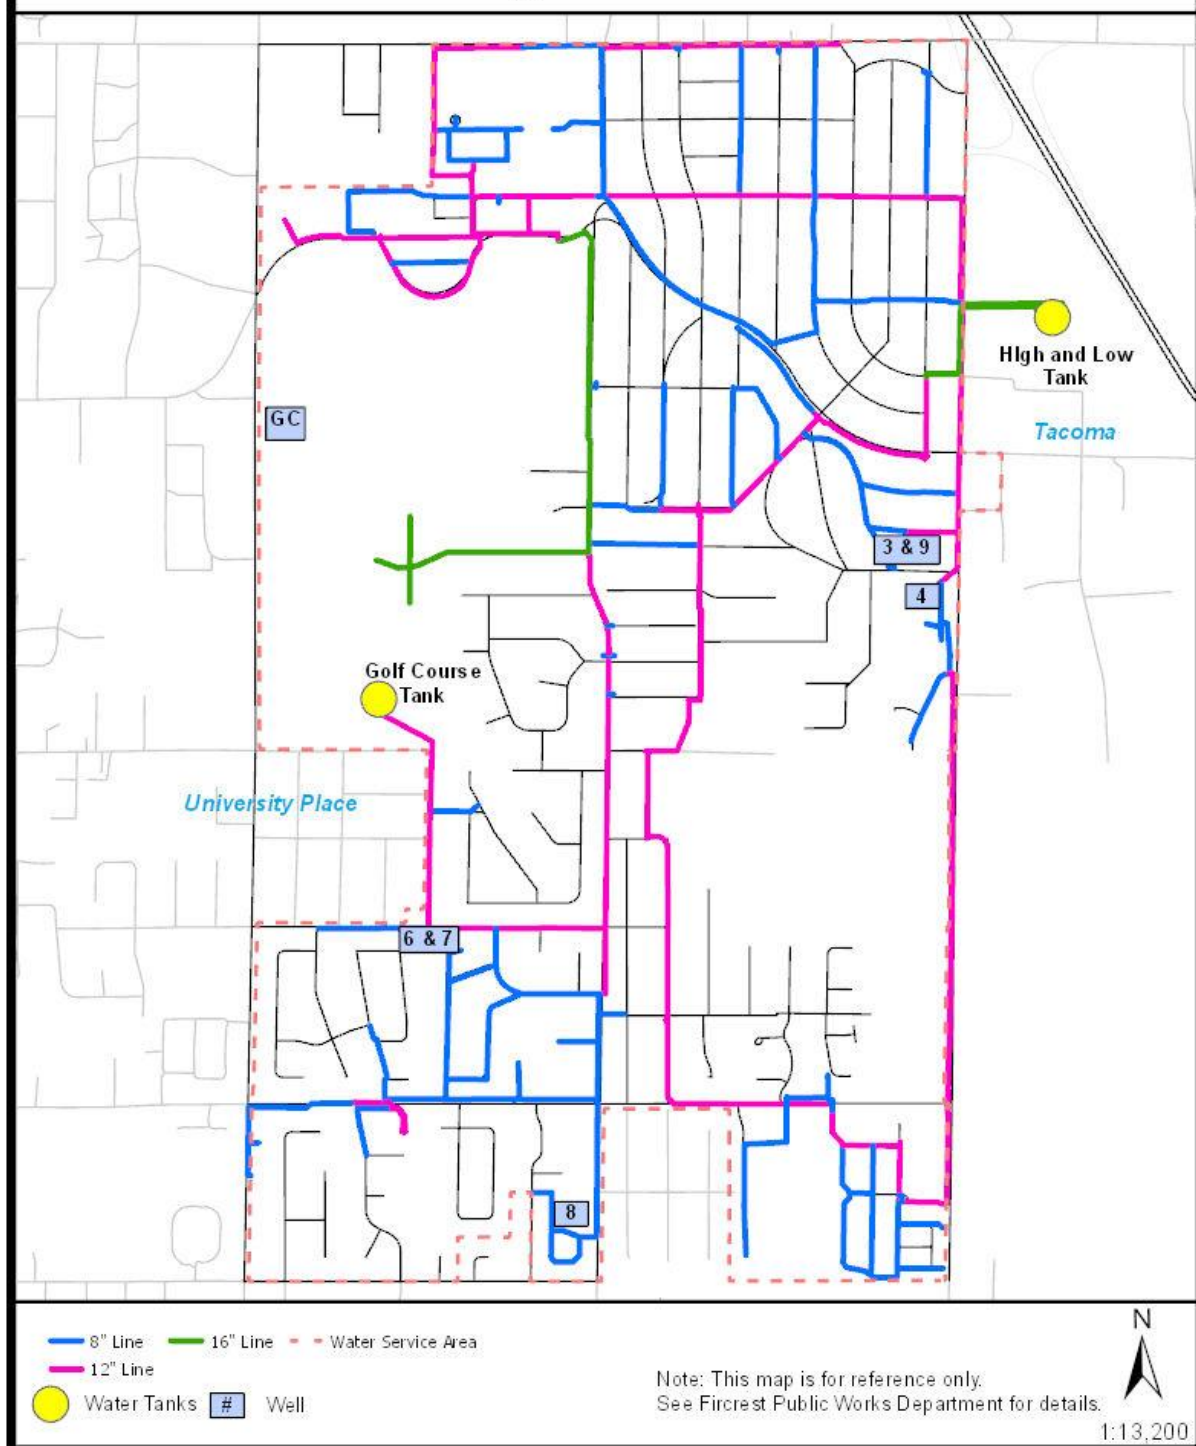 HIgh and Low
Tank
GC
Tacoma
3 & 9
4
Golf Course
Tank
University Place
6 & 7
8
8" Line
16" Line
Water Service Area
12" Line
Water Tanks
#
Well
Note: This map is for reference only.
See Fircrest Public Works Department for details.
N
1:13,200